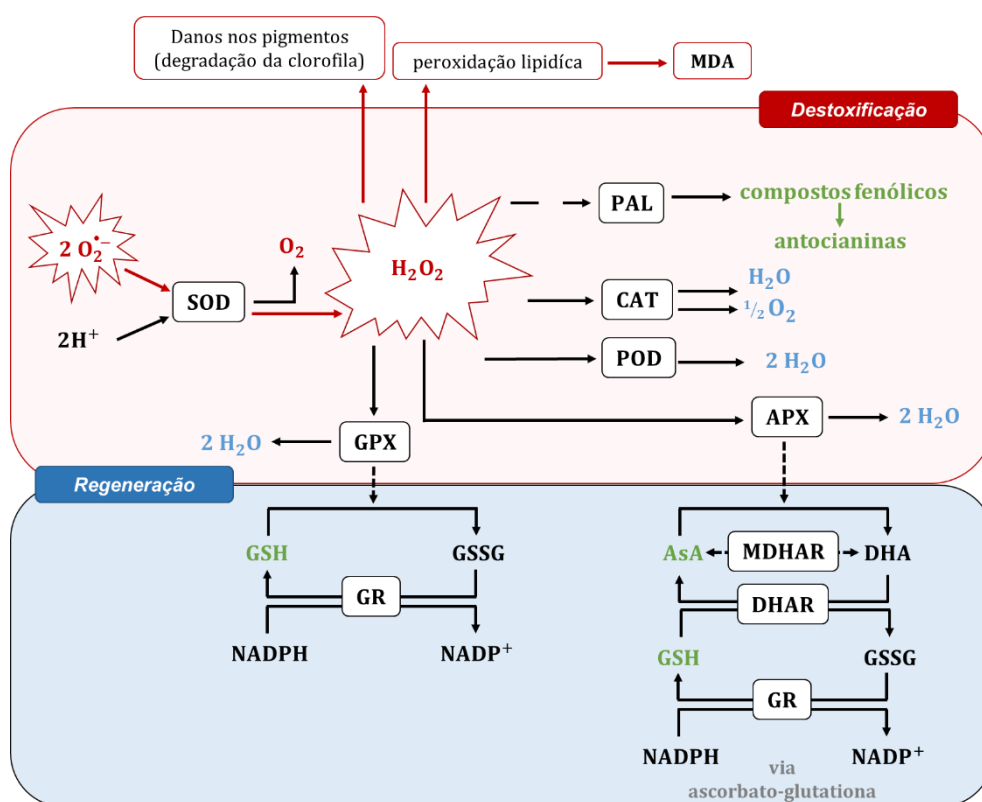 Danos nos pigmentos
(degradação da clorofila)
peroxidação lipidíca
MDA
Destoxificação
PAL
compostos fenólicos
antocianinas
2 O₂•−
O₂
H₂O₂
SOD
2H⁺
CAT
H₂O
½ O₂
POD
2 H₂O
APX
2 H₂O
GPX
2 H₂O
Regeneração
GSH
GSSG
GR
NADPH
NADP⁺
AsA
MDHAR
DHA
DHAR
GSH
GSSG
GR
NADPH
NADP⁺
via
ascorbato-glutationa